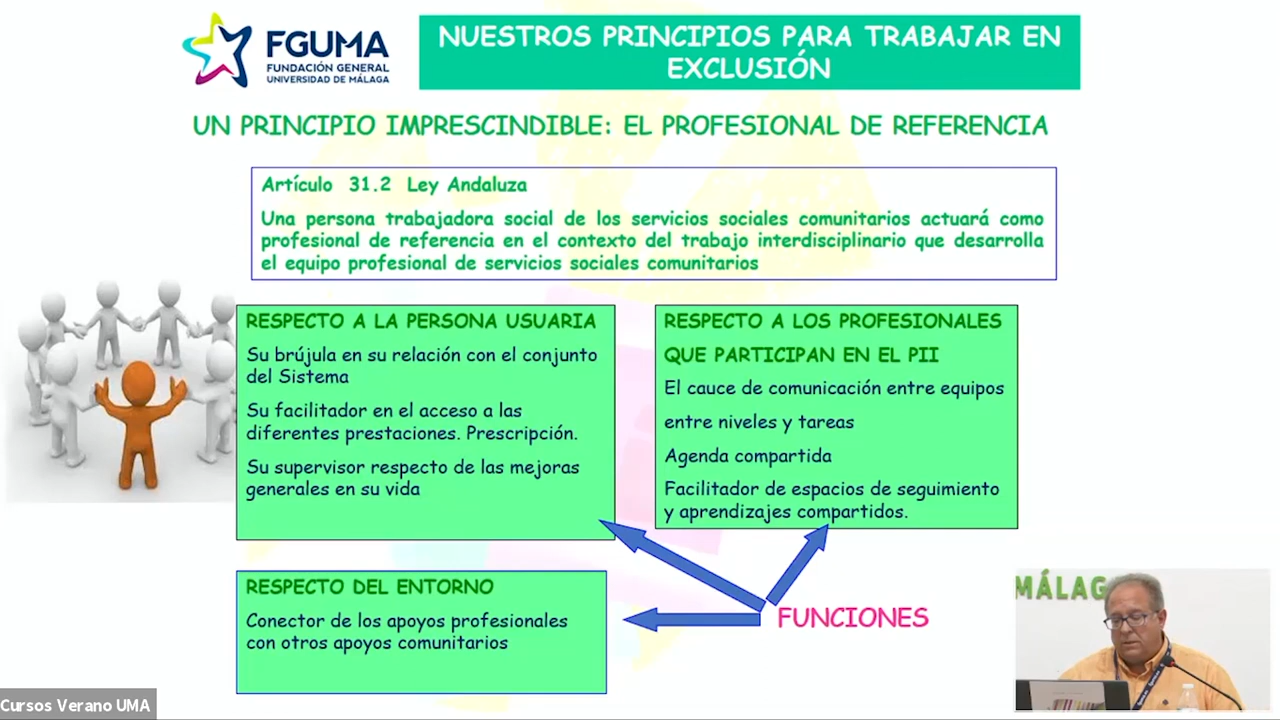 FGUMA
FUNDACIÓN GENERAL
UNIVERSIDAD DE MÁLAGA
NUESTROS PRINCIPIOS PARA TRABAJAR EN
EXCLUSIÓN
UN PRINCIPIO IMPRESCINDIBLE: EL PROFESIONAL DE REFERENCIA
Artículo 31.2 Ley Andaluza
Una persona trabajadora social de los servicios sociales comunitarios actuará como
profesional de referencia en el contexto del trabajo interdisciplinario que desarrolla
el equipo profesional de servicios sociales comunitarios
RESPECTO A LA PERSONA USUARIA
Su brújula en su relación con el conjunto
del Sistema
Su facilitador en el acceso a las
diferentes prestaciones. Prescripción.
Su supervisor respecto de las mejoras
generales en su vida
RESPECTO A LOS PROFESIONALES
QUE PARTICIPAN EN EL PII
El cauce de comunicación entre equipos
entre niveles y tareas
Agenda compartida
Facilitador de espacios de seguimiento
y aprendizajes compartidos.
RESPECTO DEL ENTORNO
Conector de los apoyos profesionales
con otros apoyos comunitarios
FUNCIONES
MÁLAG
Cursos Verano UMA